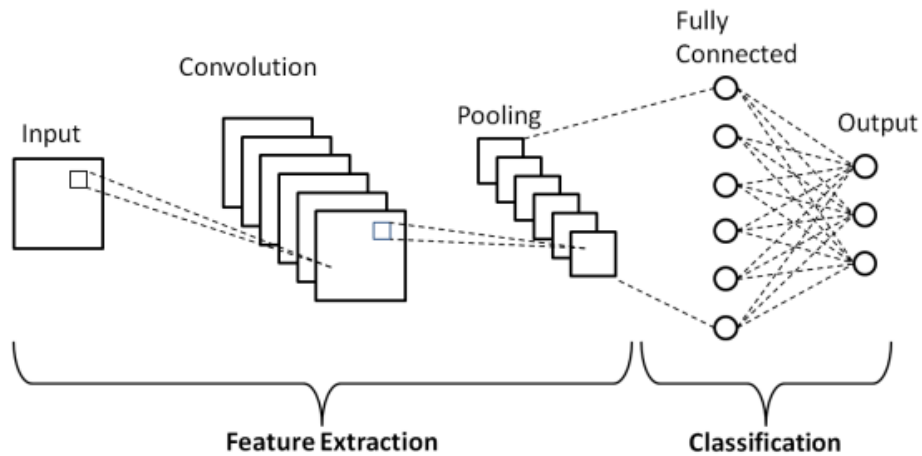 Fully
Connected
Convolution
Pooling
Input
Output
Feature Extraction
Classification